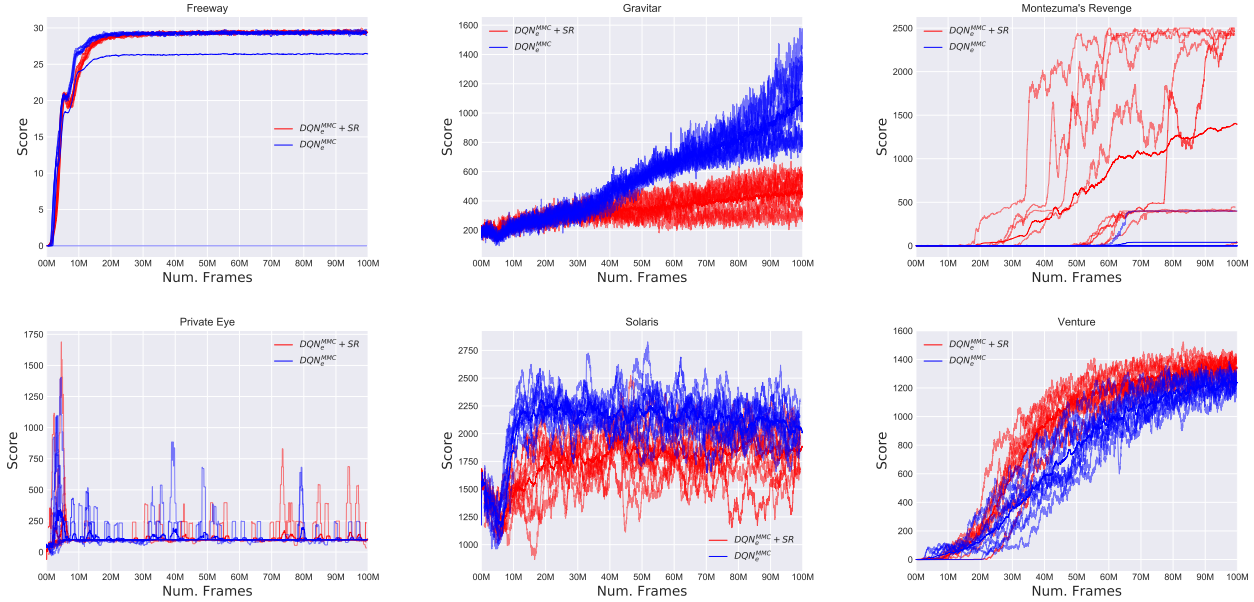 Freeway
30
25
20
15
10
5
0
Score
DQN_e^MMC + SR
DQN_e^MMC
00M 10M 20M 30M 40M 50M 60M 70M 80M 90M 100M
Num. Frames
Gravitar
1600
1400
1200
1000
800
600
400
200
Score
DQN_e^MMC + SR
DQN_e^MMC
00M 10M 20M 30M 40M 50M 60M 70M 80M 90M 100M
Num. Frames
Montezuma's Revenge
2500
2000
1500
1000
500
0
Score
DQN_e^MMC + SR
DQN_e^MMC
00M 10M 20M 30M 40M 50M 60M 70M 80M 90M 100M
Num. Frames
Private Eye
1750
1500
1250
1000
750
500
250
0
Score
DQN_e^MMC + SR
DQN_e^MMC
00M 10M 20M 30M 40M 50M 60M 70M 80M 90M 100M
Num. Frames
Solaris
2750
2500
2250
2000
1750
1500
1250
1000
Score
DQN_e^MMC + SR
DQN_e^MMC
00M 10M 20M 30M 40M 50M 60M 70M 80M 90M 100M
Num. Frames
Venture
1600
1400
1200
1000
800
600
400
200
0
Score
DQN_e^MMC + SR
DQN_e^MMC
00M 10M 20M 30M 40M 50M 60M 70M 80M 90M 100M
Num. Frames